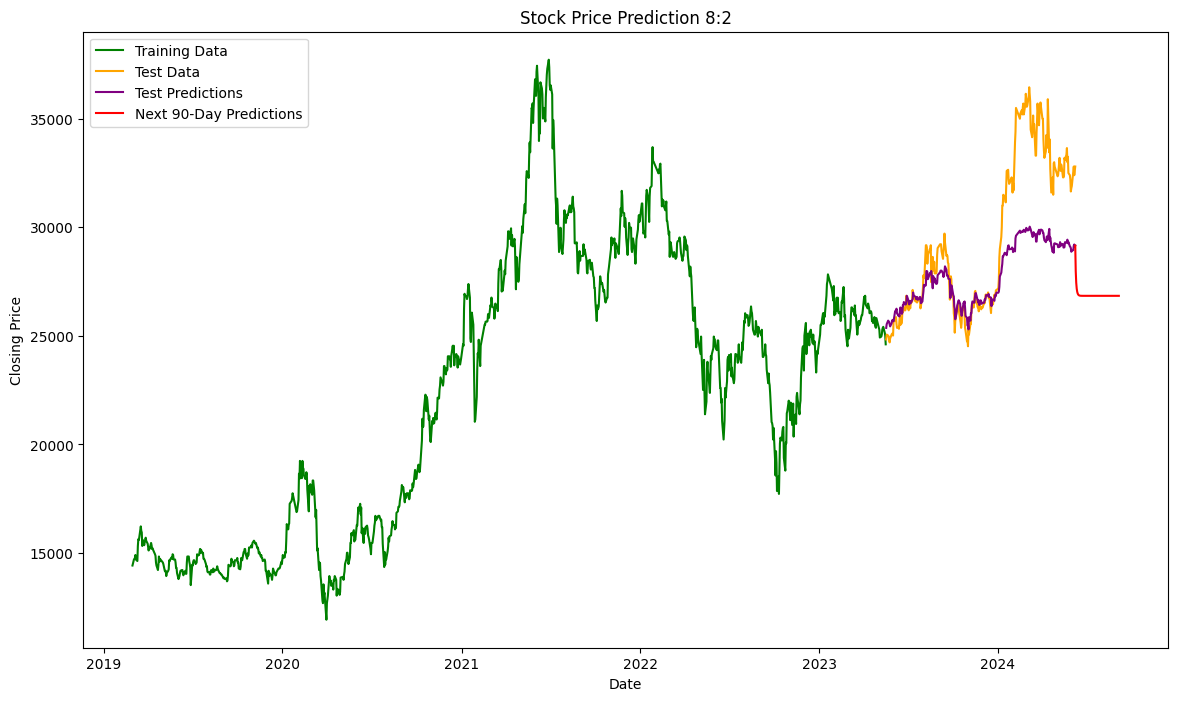 Stock Price Prediction 8:2
Training Data
Test Data
Test Predictions
Next 90-Day Predictions
Closing Price
35000
30000
25000
20000
15000
2019 2020 2021 2022 2023 2024
Date